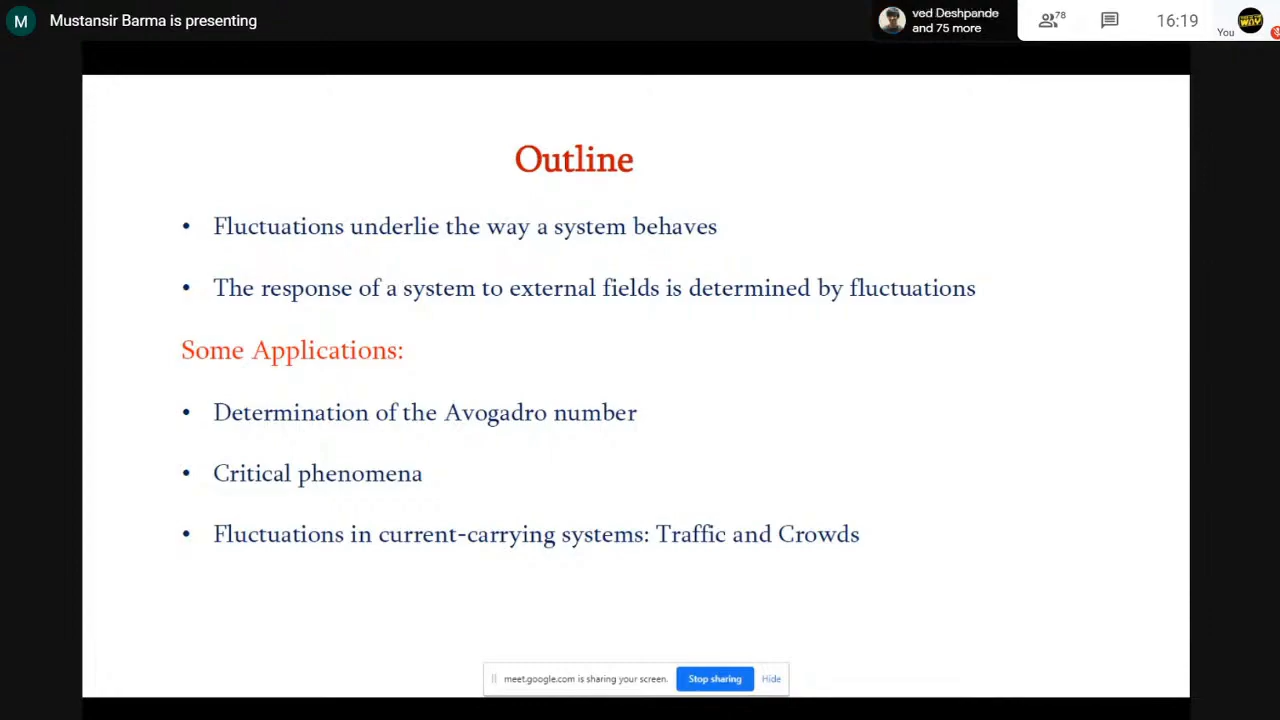 M Mustansir Barma is presenting
ved Deshpande
and 75 more
78
16:19
You
Outline
• Fluctuations underlie the way a system behaves
• The response of a system to external fields is determined by fluctuations
Some Applications:
• Determination of the Avogadro number
• Critical phenomena
• Fluctuations in current-carrying systems: Traffic and Crowds
meet.google.com is sharing your screen. Stop sharing Hide